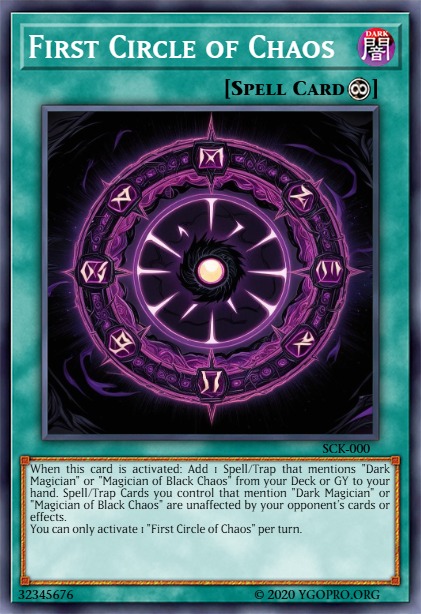 First Circle of Chaos
DARK
闇
[Spell Card]
SCK-000
When this card is activated: Add 1 Spell/Trap that mentions "Dark
Magician" or "Magician of Black Chaos" from your Deck or GY to your
hand. Spell/Trap Cards you control that mention "Dark Magician" or
"Magician of Black Chaos" are unaffected by your opponent's cards or
effects.
You can only activate 1 "First Circle of Chaos" per turn.
32345676
© 2020 YGOPRO.ORG